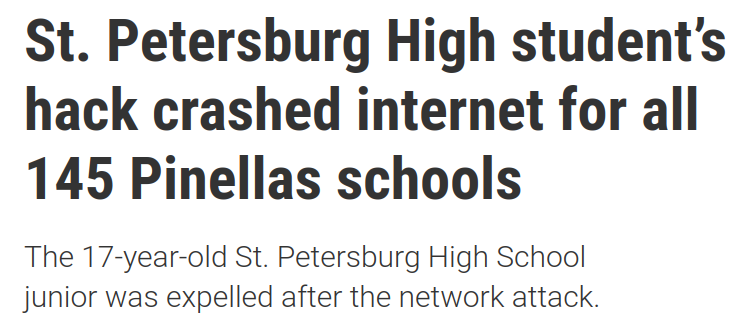 St. Petersburg High student’s
hack crashed internet for all
145 Pinellas schools
The 17-year-old St. Petersburg High School
junior was expelled after the network attack.